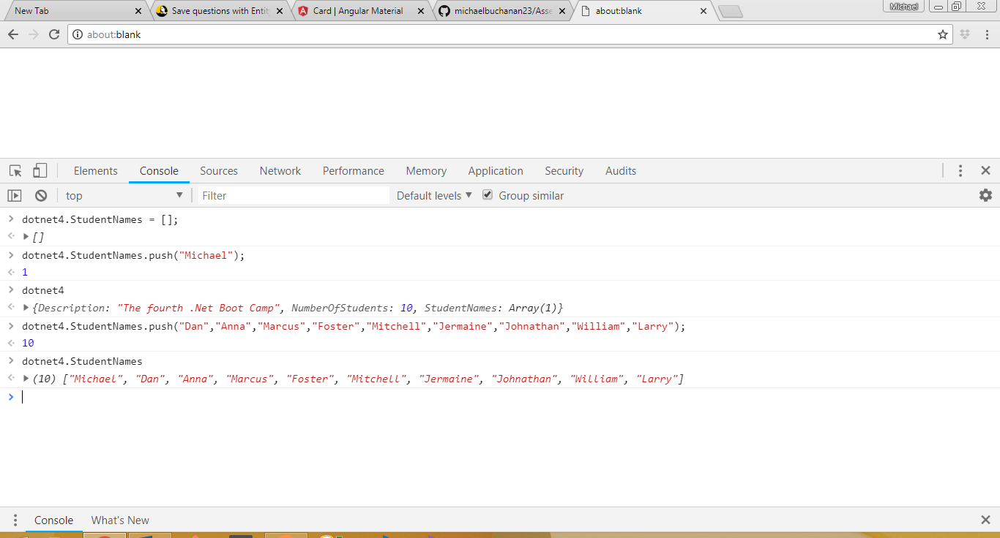 New Tab
Save questions with Entit
Card | Angular Material
michaelbuchanan23/Asse
about:blank
Michael
about:blank
Elements Console Sources Network Performance Memory Application Security Audits
top Filter Default levels Group similar
dotnet4.StudentNames = [];
[]
dotnet4.StudentNames.push("Michael");
1
dotnet4
{Description: "The fourth .Net Boot Camp", NumberOfStudents: 10, StudentNames: Array(1)}
dotnet4.StudentNames.push("Dan","Anna","Marcus","Foster","Mitchell","Jermaine","Johnathan","William","Larry");
10
dotnet4.StudentNames
(10) ["Michael", "Dan", "Anna", "Marcus", "Foster", "Mitchell", "Jermaine", "Johnathan", "William", "Larry"]
Console What's New